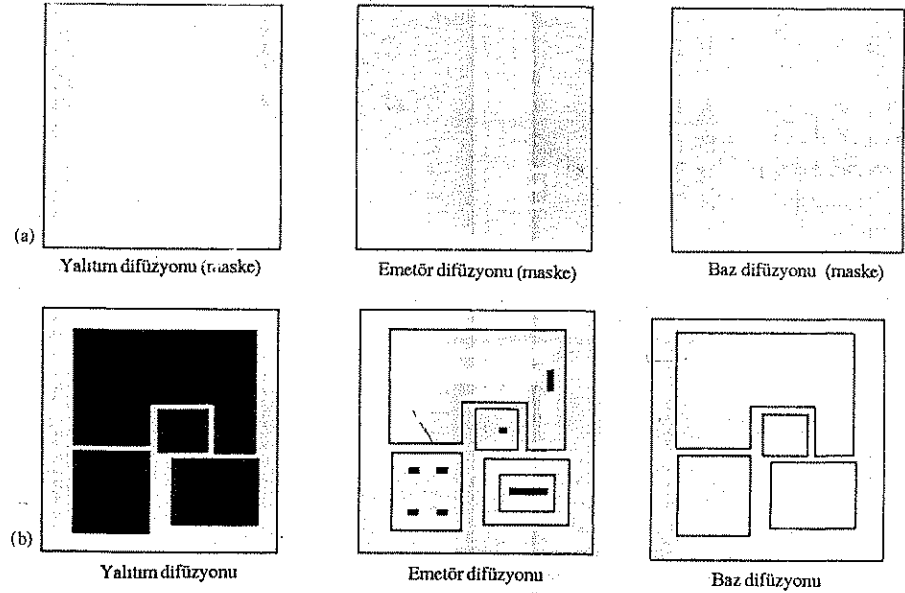 (a)
Yalıtım difüzyonu (maske)
Emetör difüzyonu (maske)
Baz difüzyonu (maske)
(b)
Yalıtım difüzyonu
Emetör difüzyonu
Baz difüzyonu